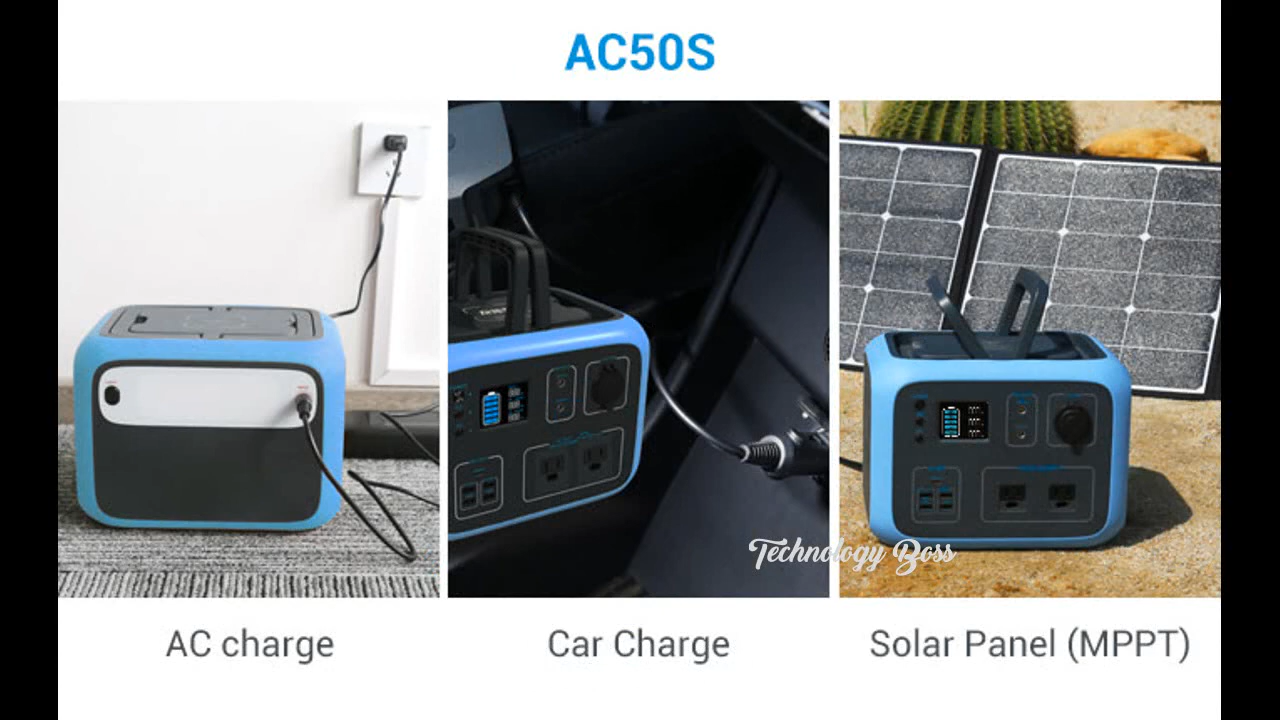 AC50S
Technology Boss
AC charge
Car Charge
Solar Panel (MPPT)